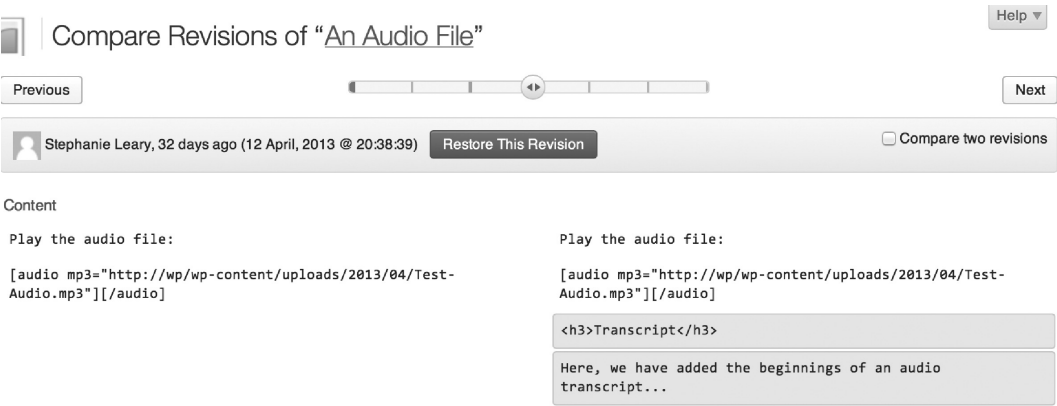 Help
Compare Revisions of “An Audio File”
Previous
Next
Stephanie Leary, 32 days ago (12 April, 2013 @ 20:38:39)
Restore This Revision
Compare two revisions
Content
Play the audio file:
[audio mp3="http://wp/wp-content/uploads/2013/04/Test-
Audio.mp3"][/audio]
Play the audio file:
[audio mp3="http://wp/wp-content/uploads/2013/04/Test-
Audio.mp3"][/audio]
<h3>Transcript</h3>
Here, we have added the beginnings of an audio
transcript...